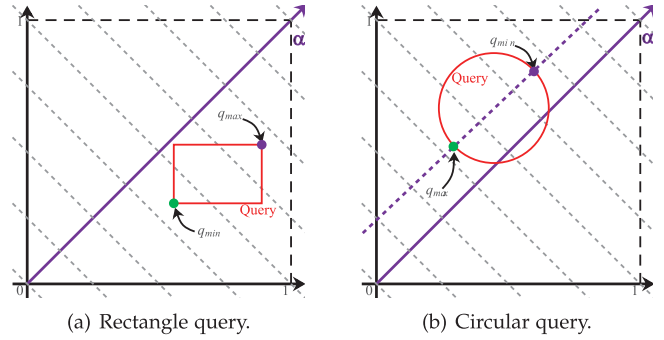 1
α
q_max
Query
q_min
0
1
(a) Rectangle query.
1
α
q_min
Query
q_max
0
1
(b) Circular query.